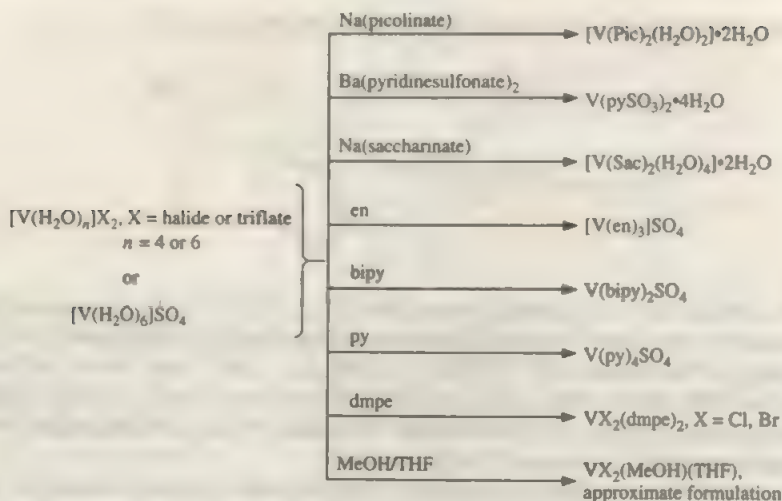 Na(picolinate)
[V(Pic)₂(H₂O)₂]•2H₂O
Ba(pyridinesulfonate)₂
V(pySO₃)₂•4H₂O
Na(saccharinate)
[V(Sac)₂(H₂O)₄]•2H₂O
[V(H₂O)ₙ]X₂, X = halide or triflate
n = 4 or 6
or
[V(H₂O)₆]SO₄
en
[V(en)₃]SO₄
bipy
V(bipy)₂SO₄
py
V(py)₄SO₄
dmpe
VX₂(dmpe)₂, X = Cl, Br
MeOH/THF
VX₂(MeOH)(THF),
approximate formulation